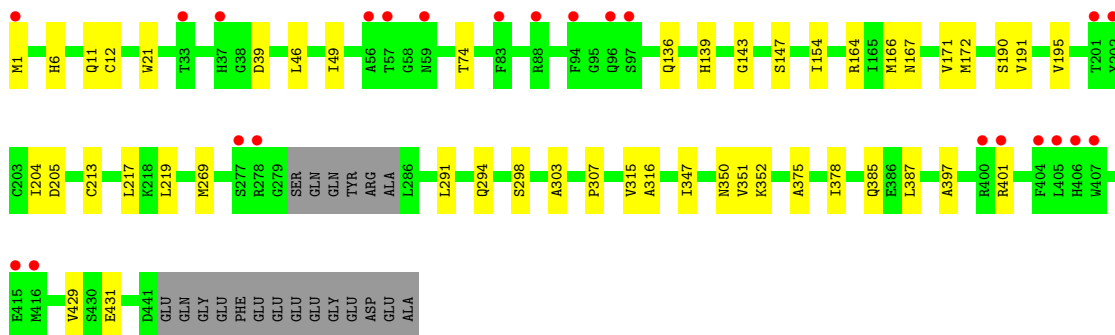 M1 H6 Q11 C12 W21 T33 H37 G38 D39 L46 I49 A56 T57 G58 N59 T74 F83 R88 F94 G95 Q96 S97 Q136 H139 G143 S147 I154 R164 I165 M166 N167 V171 M172 S190 V191 V195 T201
C203 I204 D205 C213 L217 K218 L219 M269 S277 R278 G279 SER GLN GLN TYR ARG ALA L286 L291 Q294 S298 A303 P307 V315 A316 I347 N350 V351 K352 A375 I378 Q385 E386 L387 A397 R400 R401 F404 L405 H406 W407
E415 M416 V429 S430 E431 D441 GLU GLN GLY GLU PHE GLU GLU GLU GLU GLY GLU ASP GLU ALA